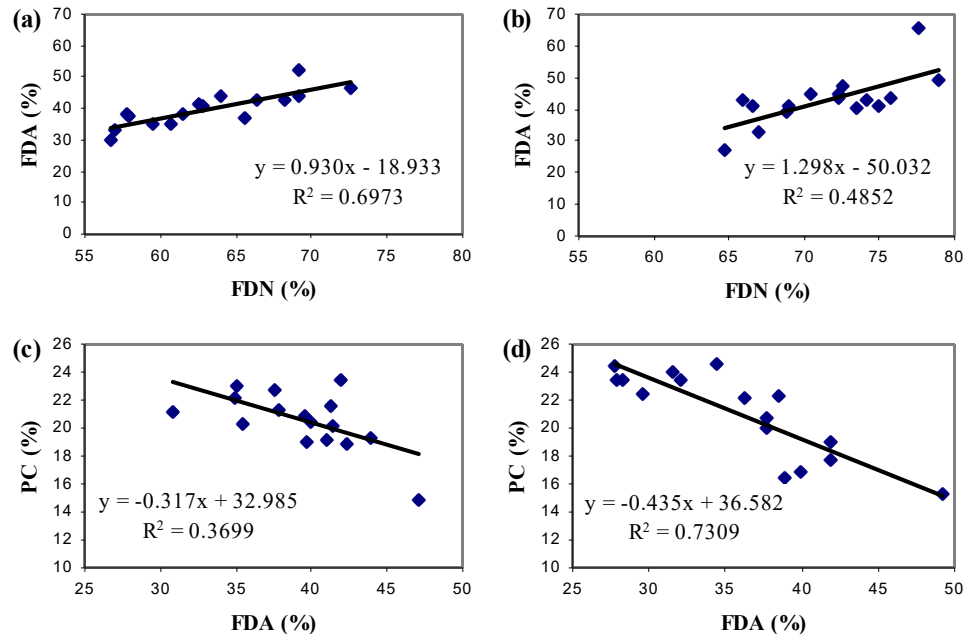 (a)
70
60
50
40
30
20
10
0
FDA (%)
y = 0.930x - 18.933
R² = 0.6973
55 60 65 70 75 80
FDN (%)
(b)
70
60
50
40
30
20
10
0
FDA (%)
y = 1.298x - 50.032
R² = 0.4852
55 60 65 70 75 80
FDN (%)
(c)
26
24
22
20
18
16
14
12
10
PC (%)
y = -0.317x + 32.985
R² = 0.3699
25 30 35 40 45 50
FDA (%)
(d)
26
24
22
20
18
16
14
12
10
PC (%)
y = -0.435x + 36.582
R² = 0.7309
25 30 35 40 45 50
FDA (%)